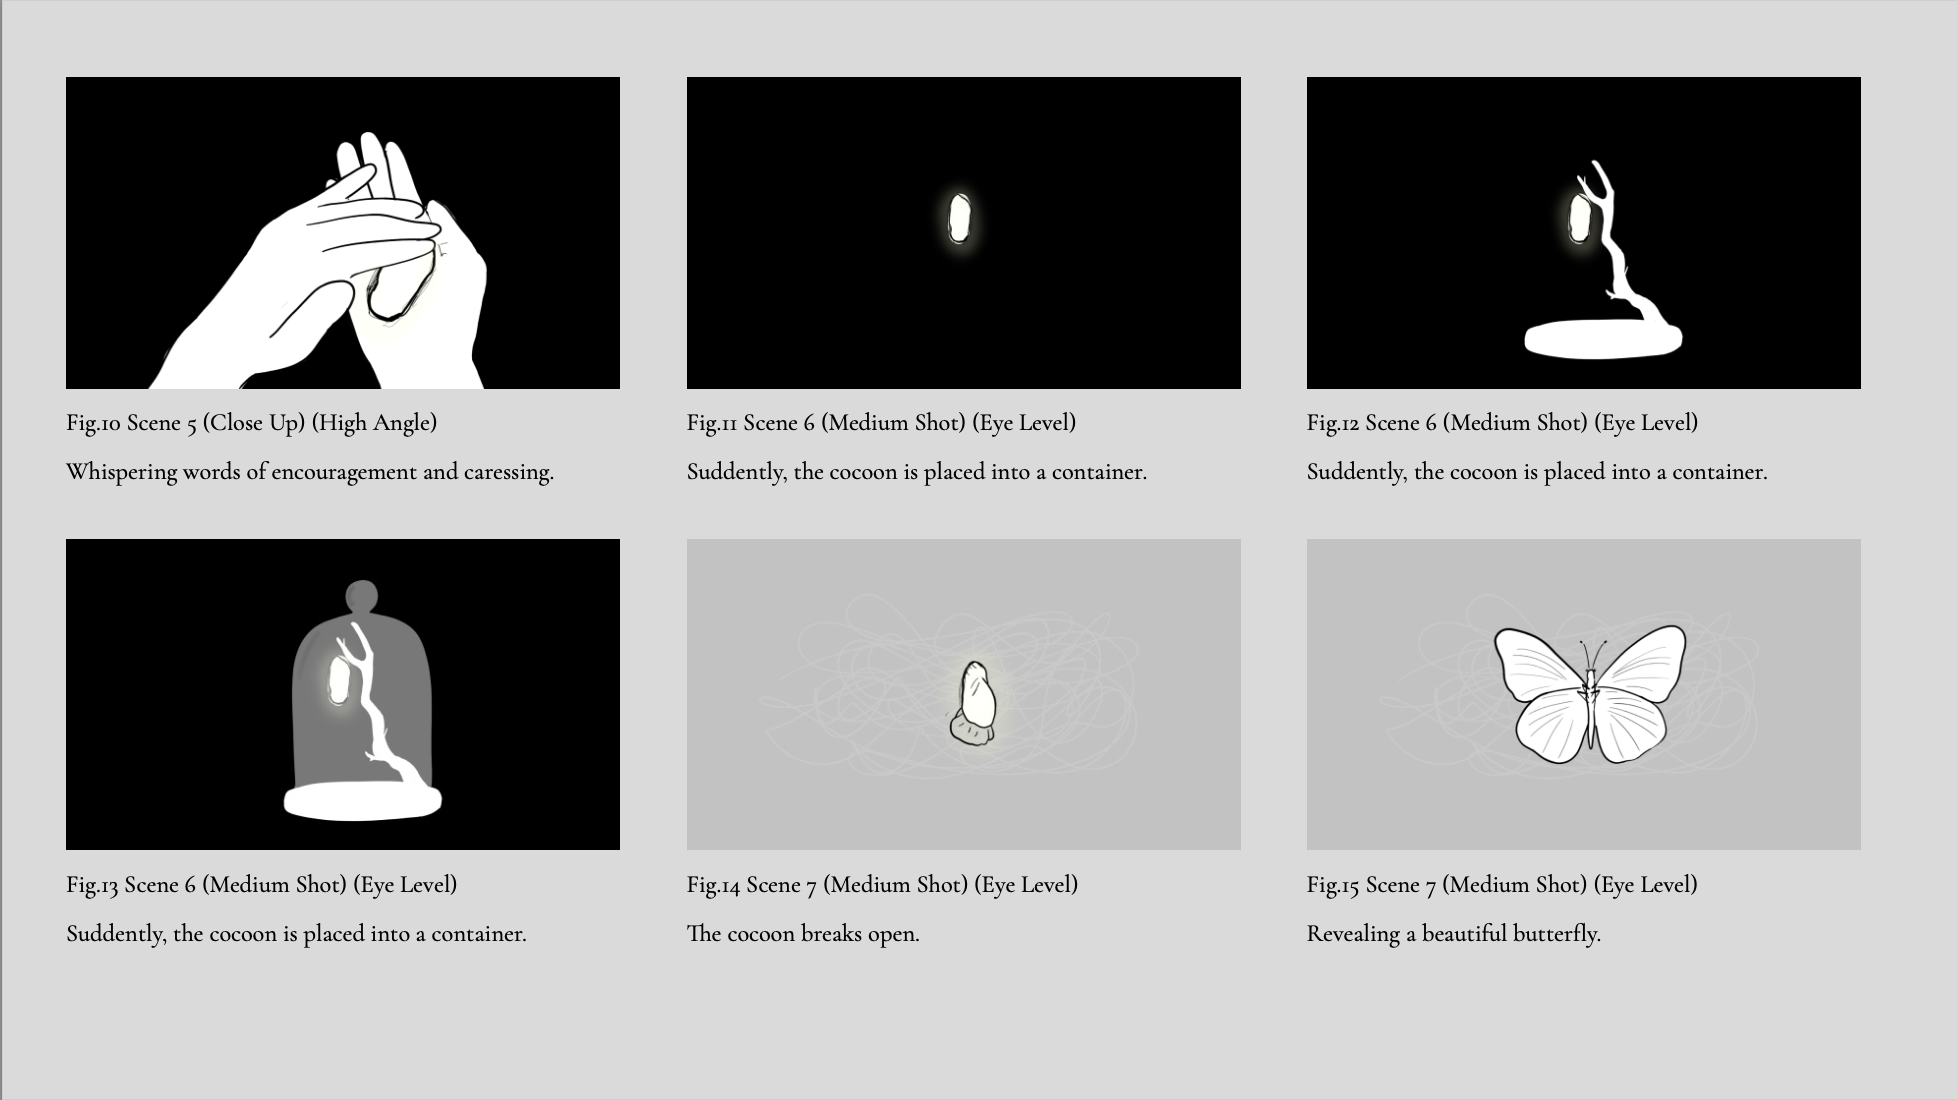 Fig.10 Scene 5 (Close Up) (High Angle)
Whispering words of encouragement and caressing.
Fig.11 Scene 6 (Medium Shot) (Eye Level)
Suddently, the cocoon is placed into a container.
Fig.12 Scene 6 (Medium Shot) (Eye Level)
Suddently, the cocoon is placed into a container.
Fig.13 Scene 6 (Medium Shot) (Eye Level)
Suddently, the cocoon is placed into a container.
Fig.14 Scene 7 (Medium Shot) (Eye Level)
The cocoon breaks open.
Fig.15 Scene 7 (Medium Shot) (Eye Level)
Revealing a beautiful butterfly.